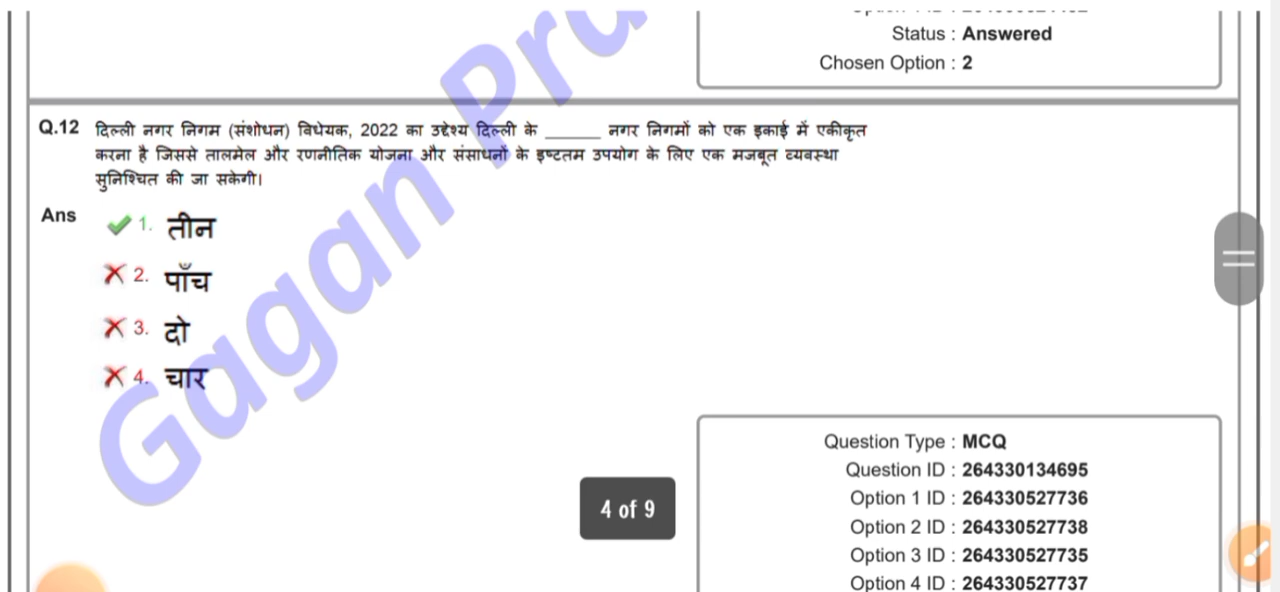 Status : Answered
Chosen Option : 2
Q.12 दिल्ली नगर निगम (संशोधन) विधेयक, 2022 का उद्देश्य दिल्ली के ______ नगर निगमों को एक इकाई में एकीकृत
करना है जिससे तालमेल और रणनीतिक योजना और संसाधनों के इष्टतम उपयोग के लिए एक मजबूत व्यवस्था
सुनिश्चित की जा सकेगी।
Ans
1. तीन
2. पाँच
3. दो
4. चार
Gagan Pra
Question Type : MCQ
Question ID : 264330134695
Option 1 ID : 264330527736
Option 2 ID : 264330527738
Option 3 ID : 264330527735
Option 4 ID : 264330527737
4 of 9